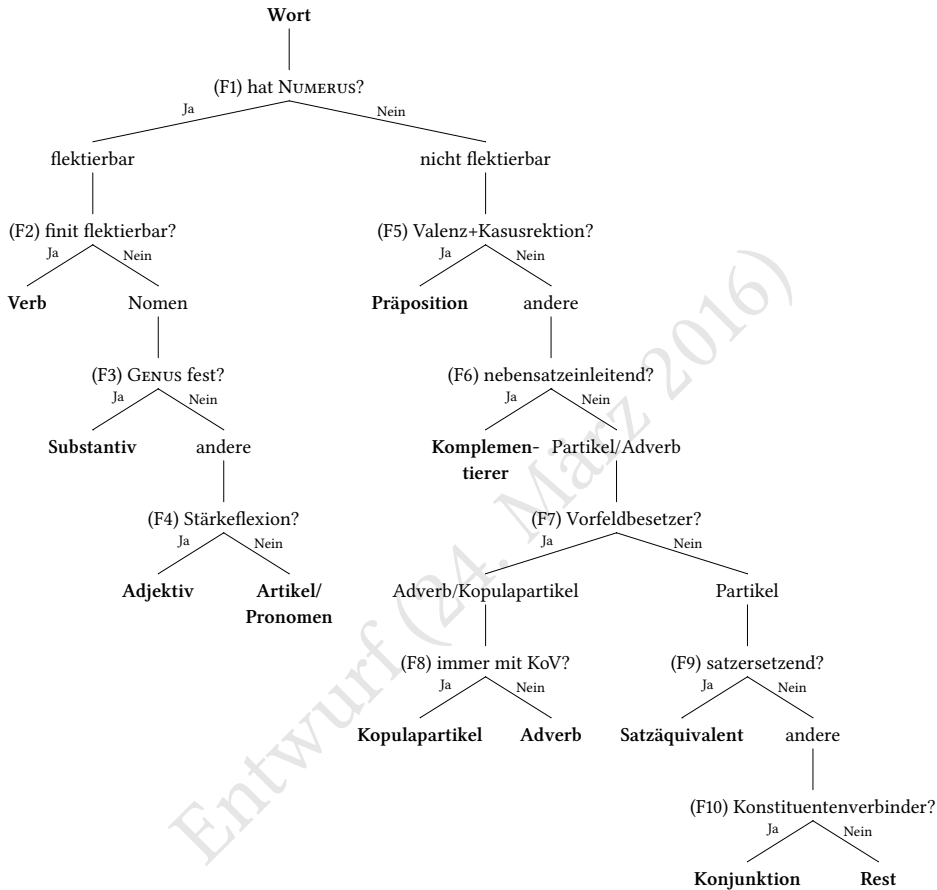 Wort
(F1) hat NUMERUS?
Ja Nein
flektierbar nicht flektierbar
(F2) finit flektierbar? (F5) Valenz+Kasusrektion?
Ja Nein Ja Nein
Verb Nomen Präposition andere
(F3) GENUS fest? (F6) nebensatzeinleitend?
Ja Nein Ja Nein
Substantiv andere Komplemen- Partikel/Adverb
tierer
(F4) Stärkeflexion? (F7) Vorfeldbesetzer?
Ja Nein Ja Nein
Adjektiv Artikel/ Adverb/Kopulapartikel Partikel
Pronomen
(F8) immer mit KoV? (F9) satzersetzend?
Ja Nein Ja Nein
Kopulapartikel Adverb Satzäquivalent andere
(F10) Konstituentenverbinder?
Ja Nein
Konjunktion Rest
Entwurf (24. März 2016)